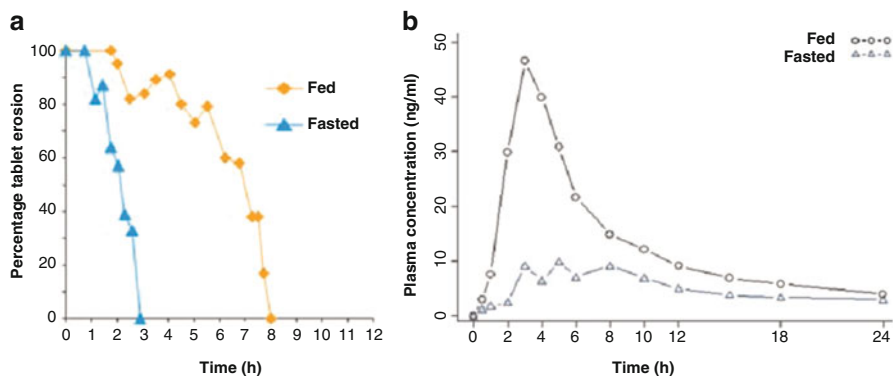 a
Percentage tablet erosion
100
80
60
40
20
0
0 1 2 3 4 5 6 7 8 9 10 11 12
Time (h)
Fed
Fasted
b
Plasma concentration (ng/ml)
50
40
30
20
10
0
0 2 4 6 8 10 12 18 24
Time (h)
Fed
Fasted